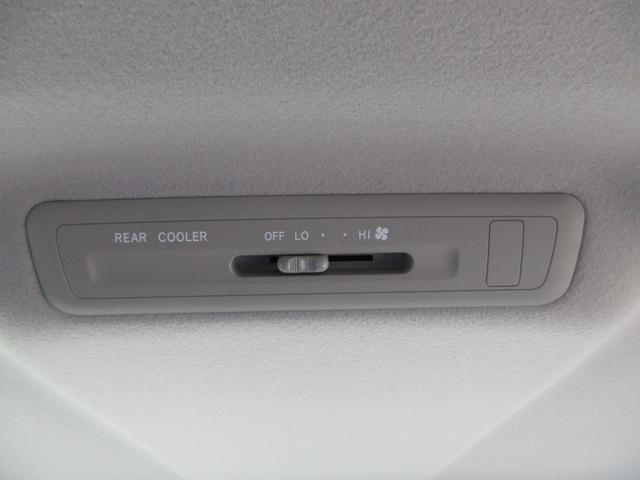 REAR COOLER OFF LO · · HI